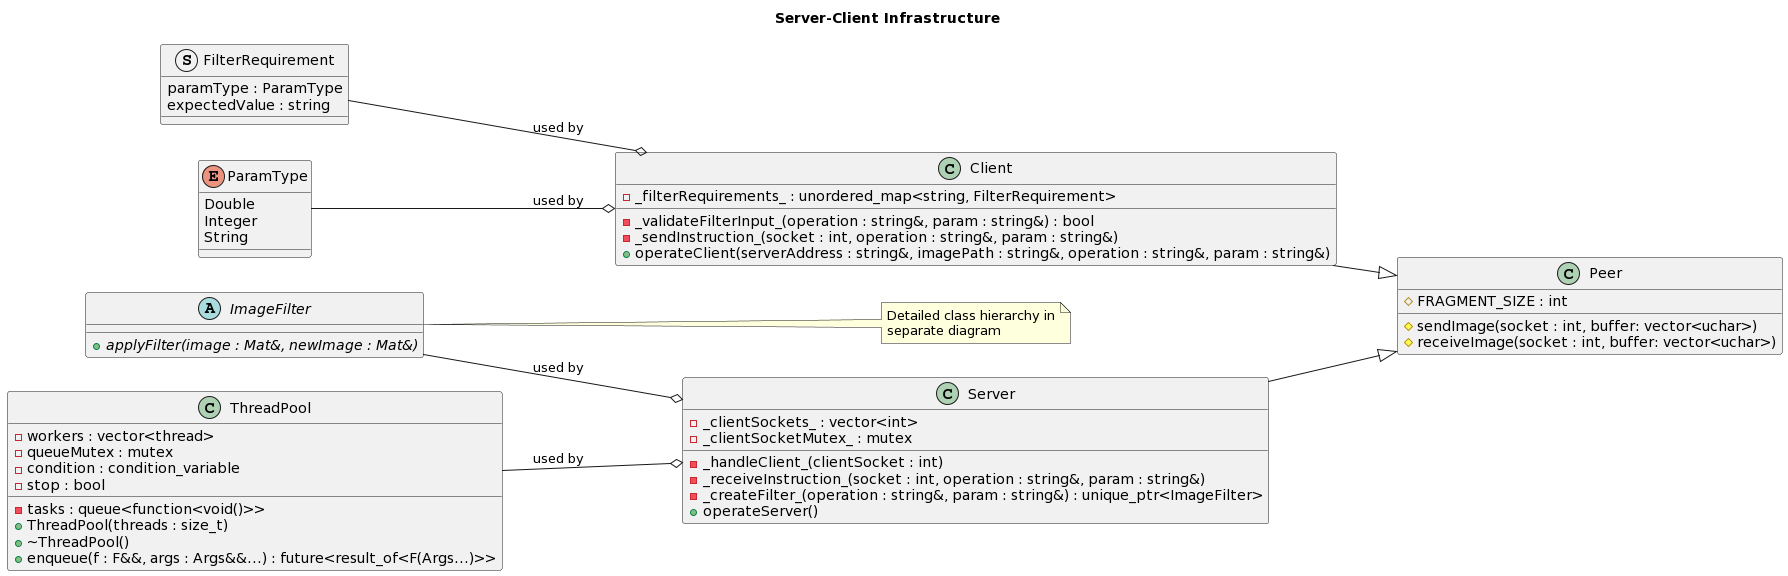 Server-Client Infrastructure
S FilterRequirement
paramType : ParamType
expectedValue : string
used by
E ParamType
Double
Integer
String
used by
C Client
_filterRequirements_ : unordered_map<string, FilterRequirement>
_validateFilterInput_(operation : string&, param : string&) : bool
_sendInstruction_(socket : int, operation : string&, param : string&)
operateClient(serverAddress : string&, imagePath : string&, operation : string&, param : string&)
C Peer
FRAGMENT_SIZE : int
sendImage(socket : int, buffer: vector<uchar>)
receiveImage(socket : int, buffer: vector<uchar>)
A ImageFilter
applyFilter(image : Mat&, newImage : Mat&)
Detailed class hierarchy in
separate diagram
used by
C ThreadPool
workers : vector<thread>
queueMutex : mutex
condition : condition_variable
stop : bool
tasks : queue<function<void()>>
ThreadPool(threads : size_t)
~ThreadPool()
enqueue(f : F&&, args : Args&&...) : future<result_of<F(Args...)>>
used by
C Server
_clientSockets_ : vector<int>
_clientSocketMutex_ : mutex
_handleClient_(clientSocket : int)
_receiveInstruction_(socket : int, operation : string&, param : string&)
_createFilter_(operation : string&, param : string&) : unique_ptr<ImageFilter>
operateServer()